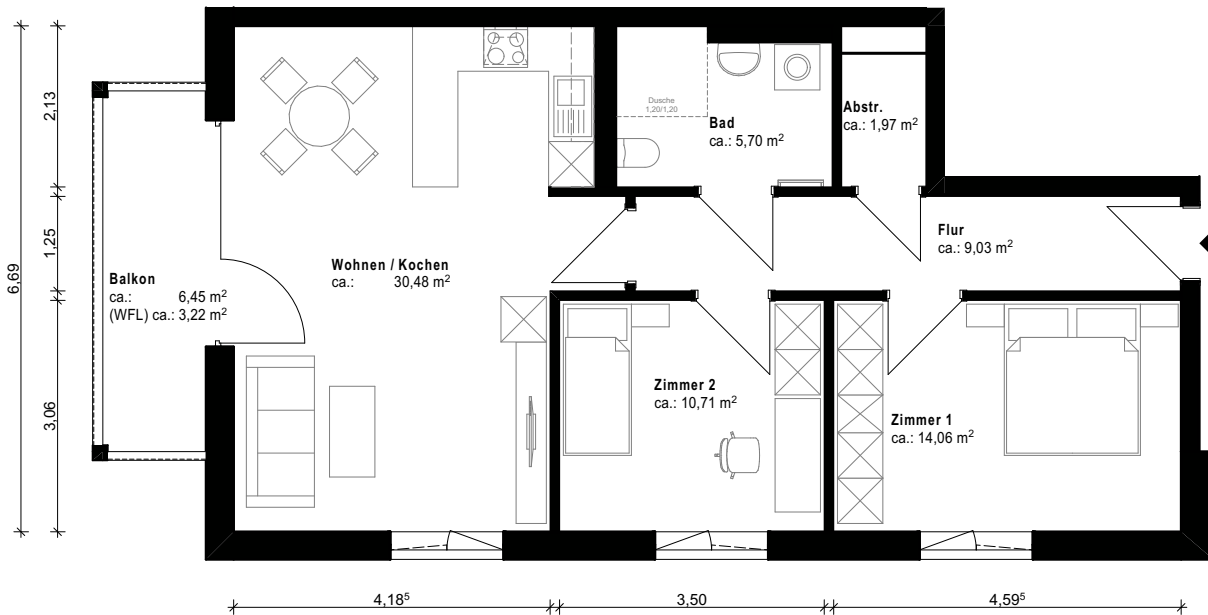 2,13
1,25
6,69
3,06
Balkon
ca.: 6,45 m²
(WFL) ca.: 3,22 m²
Wohnen / Kochen
ca.: 30,48 m²
Dusche
1,20/1,20
Bad
ca.: 5,70 m²
Abstr.
ca.: 1,97 m²
Flur
ca.: 9,03 m²
Zimmer 2
ca.: 10,71 m²
Zimmer 1
ca.: 14,06 m²
4,18⁵
3,50
4,59⁵